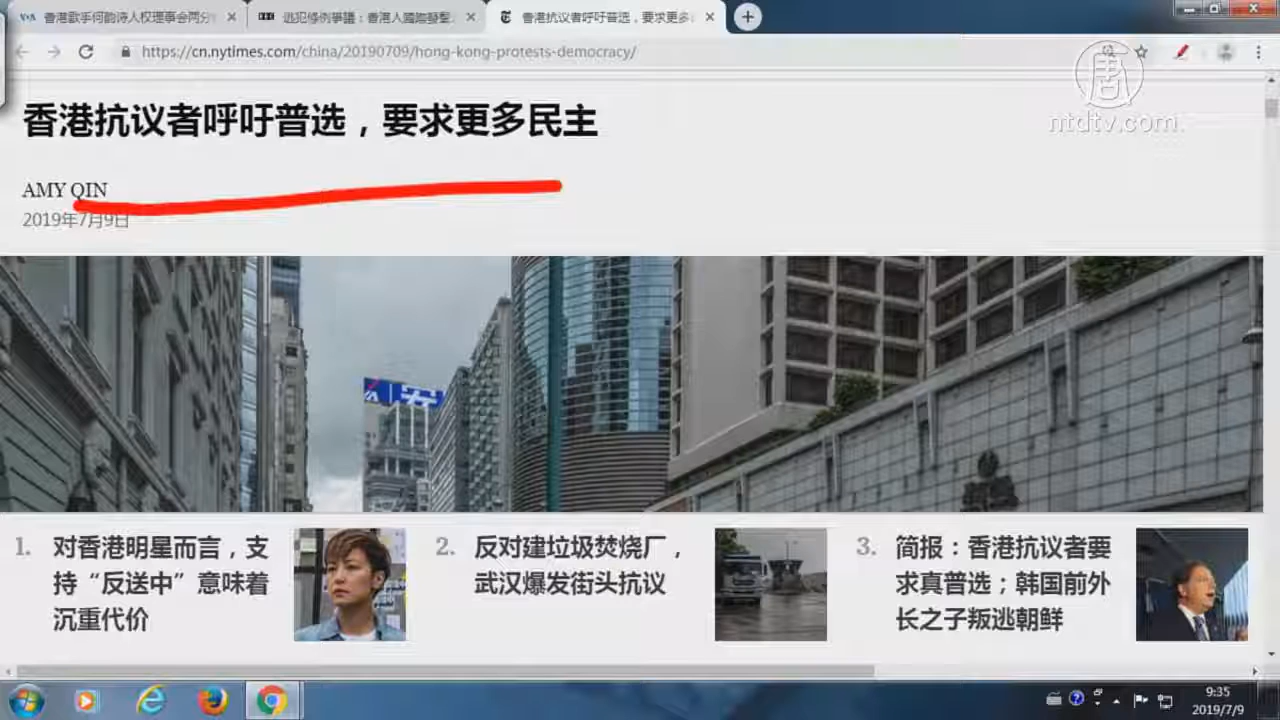 香港歌手何韵诗人权理事会两分
逃犯條例爭議：香港人國際發聲
香港抗议者呼吁普选，要求更多
https://cn.nytimes.com/china/20190709/hong-kong-protests-democracy/
唐
ntdtv.com
香港抗议者呼吁普选，要求更多民主
AMY QIN
2019年7月9日
1.
对香港明星而言，支
持“反送中”意味着
沉重代价
2.
反对建垃圾焚烧厂，
武汉爆发街头抗议
3.
简报：香港抗议者要
求真普选；韩国前外
长之子叛逃朝鲜
9:35
2019/7/9